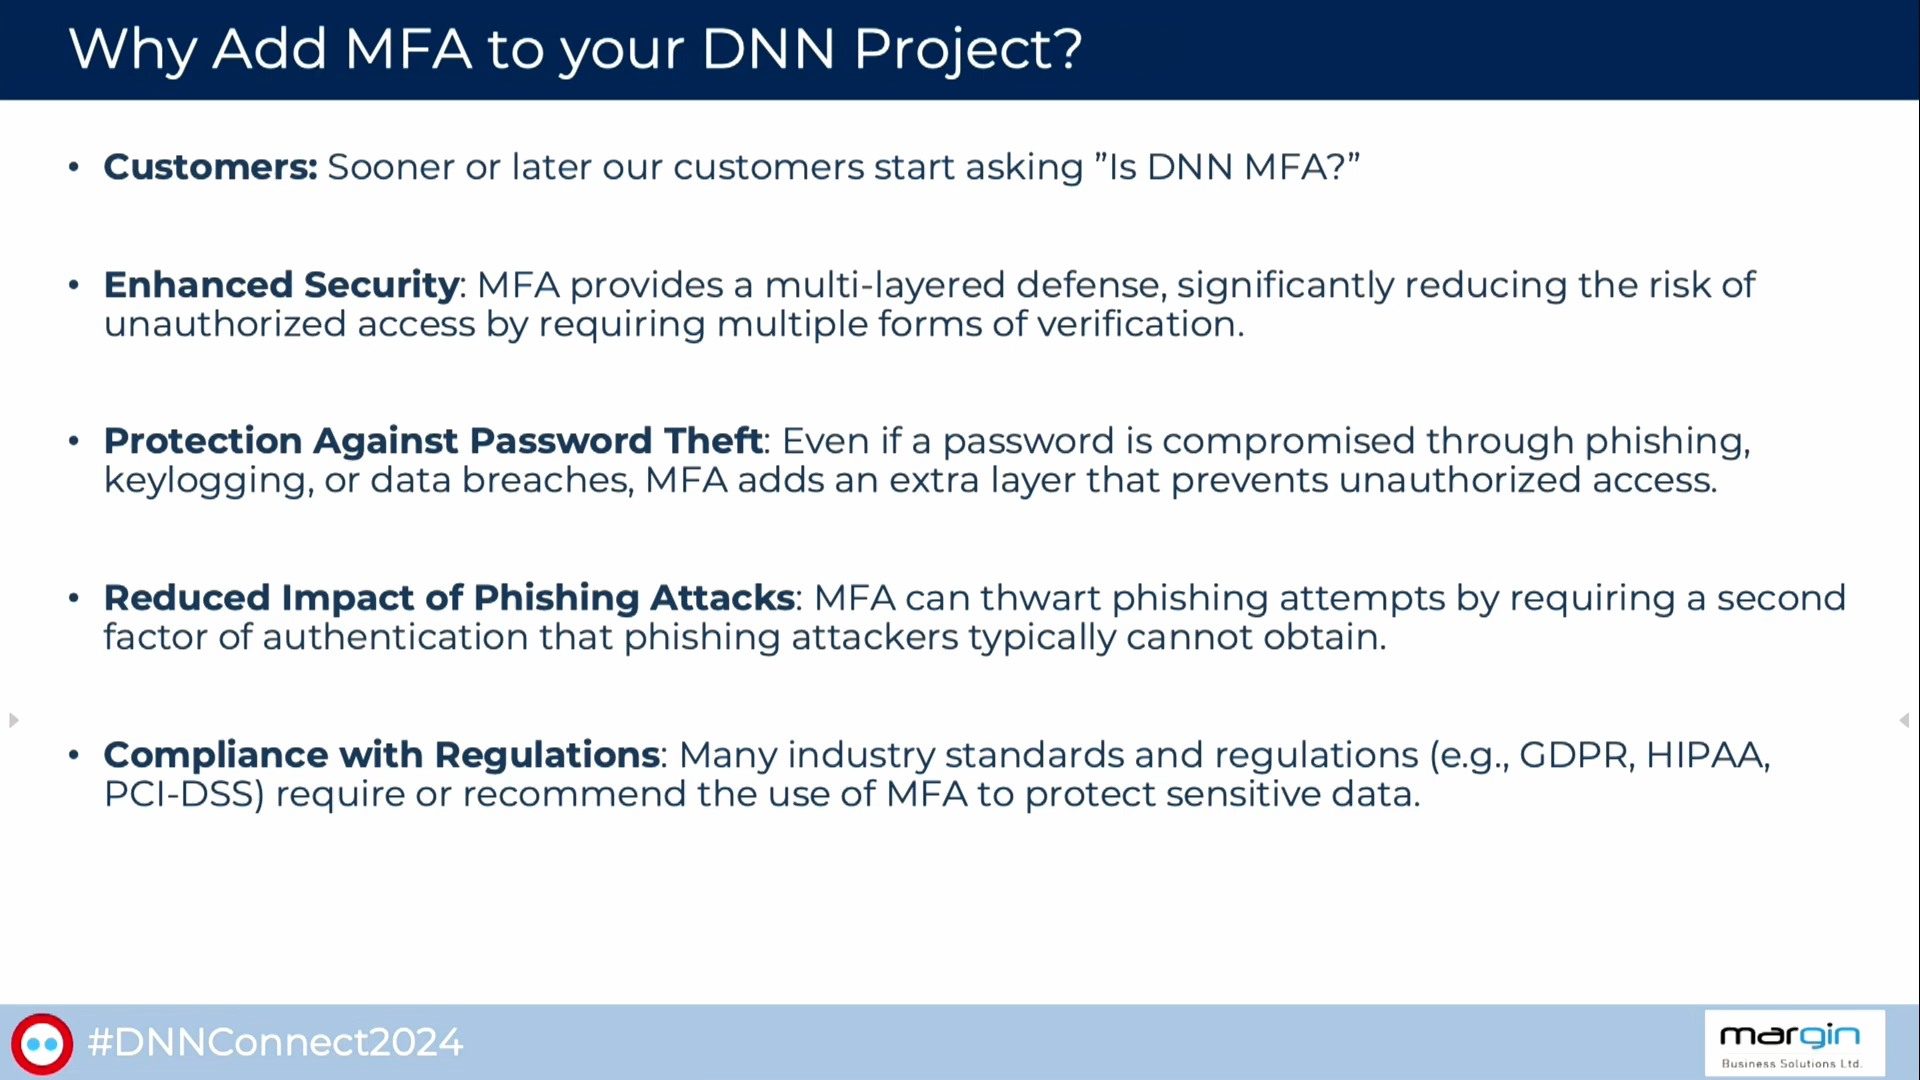 Why Add MFA to your DNN Project?
• Customers: Sooner or later our customers start asking ”Is DNN MFA?”
• Enhanced Security: MFA provides a multi-layered defense, significantly reducing the risk of
unauthorized access by requiring multiple forms of verification.
• Protection Against Password Theft: Even if a password is compromised through phishing,
keylogging, or data breaches, MFA adds an extra layer that prevents unauthorized access.
• Reduced Impact of Phishing Attacks: MFA can thwart phishing attempts by requiring a second
factor of authentication that phishing attackers typically cannot obtain.
• Compliance with Regulations: Many industry standards and regulations (e.g., GDPR, HIPAA,
PCI-DSS) require or recommend the use of MFA to protect sensitive data.
#DNNConnect2024
margin
Business Solutions Ltd.